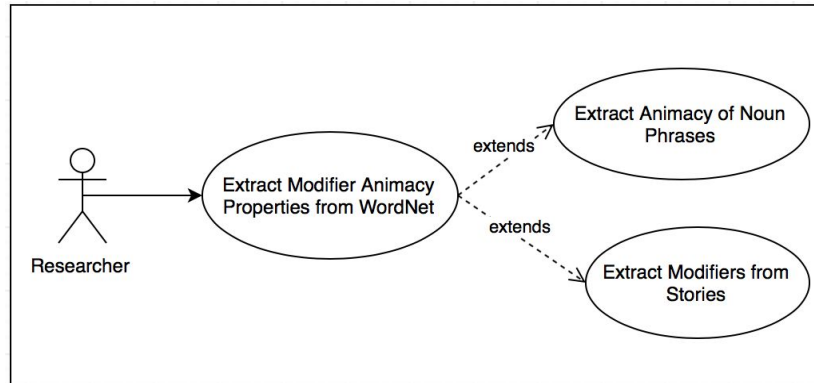 Extract Animacy of Noun
Phrases
extends
Extract Modifier Animacy
Properties from WordNet
extends
Researcher
Extract Modifiers from
Stories